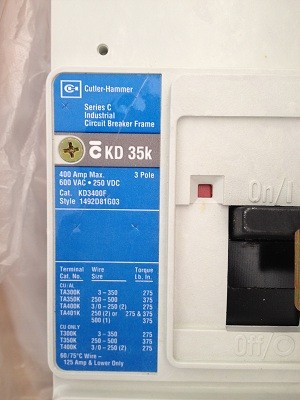 Cutler-Hammer
Series C
Industrial
Circuit Breaker Frame
C KD 35k
400 Amp Max. 3 Pole
600 VAC • 250 VDC
Cat. KD3400F
Style 1492D81G03
Terminal Wire Torque
Cat. No. Size Lb. In.
CU/AL
TA300K 3-350 275
TA350K 250-500 375
TA400K 3/0-250 (2) 275
TA401K 250 (2) or 275 & 375
500 (1) 375
CU ONLY
T300K 3-350 275
T350K 250-500 375
T400K 3/0-250 (2) 275
60/75°C Wire –
125 Amp & Lower Only
On/I
Off/O